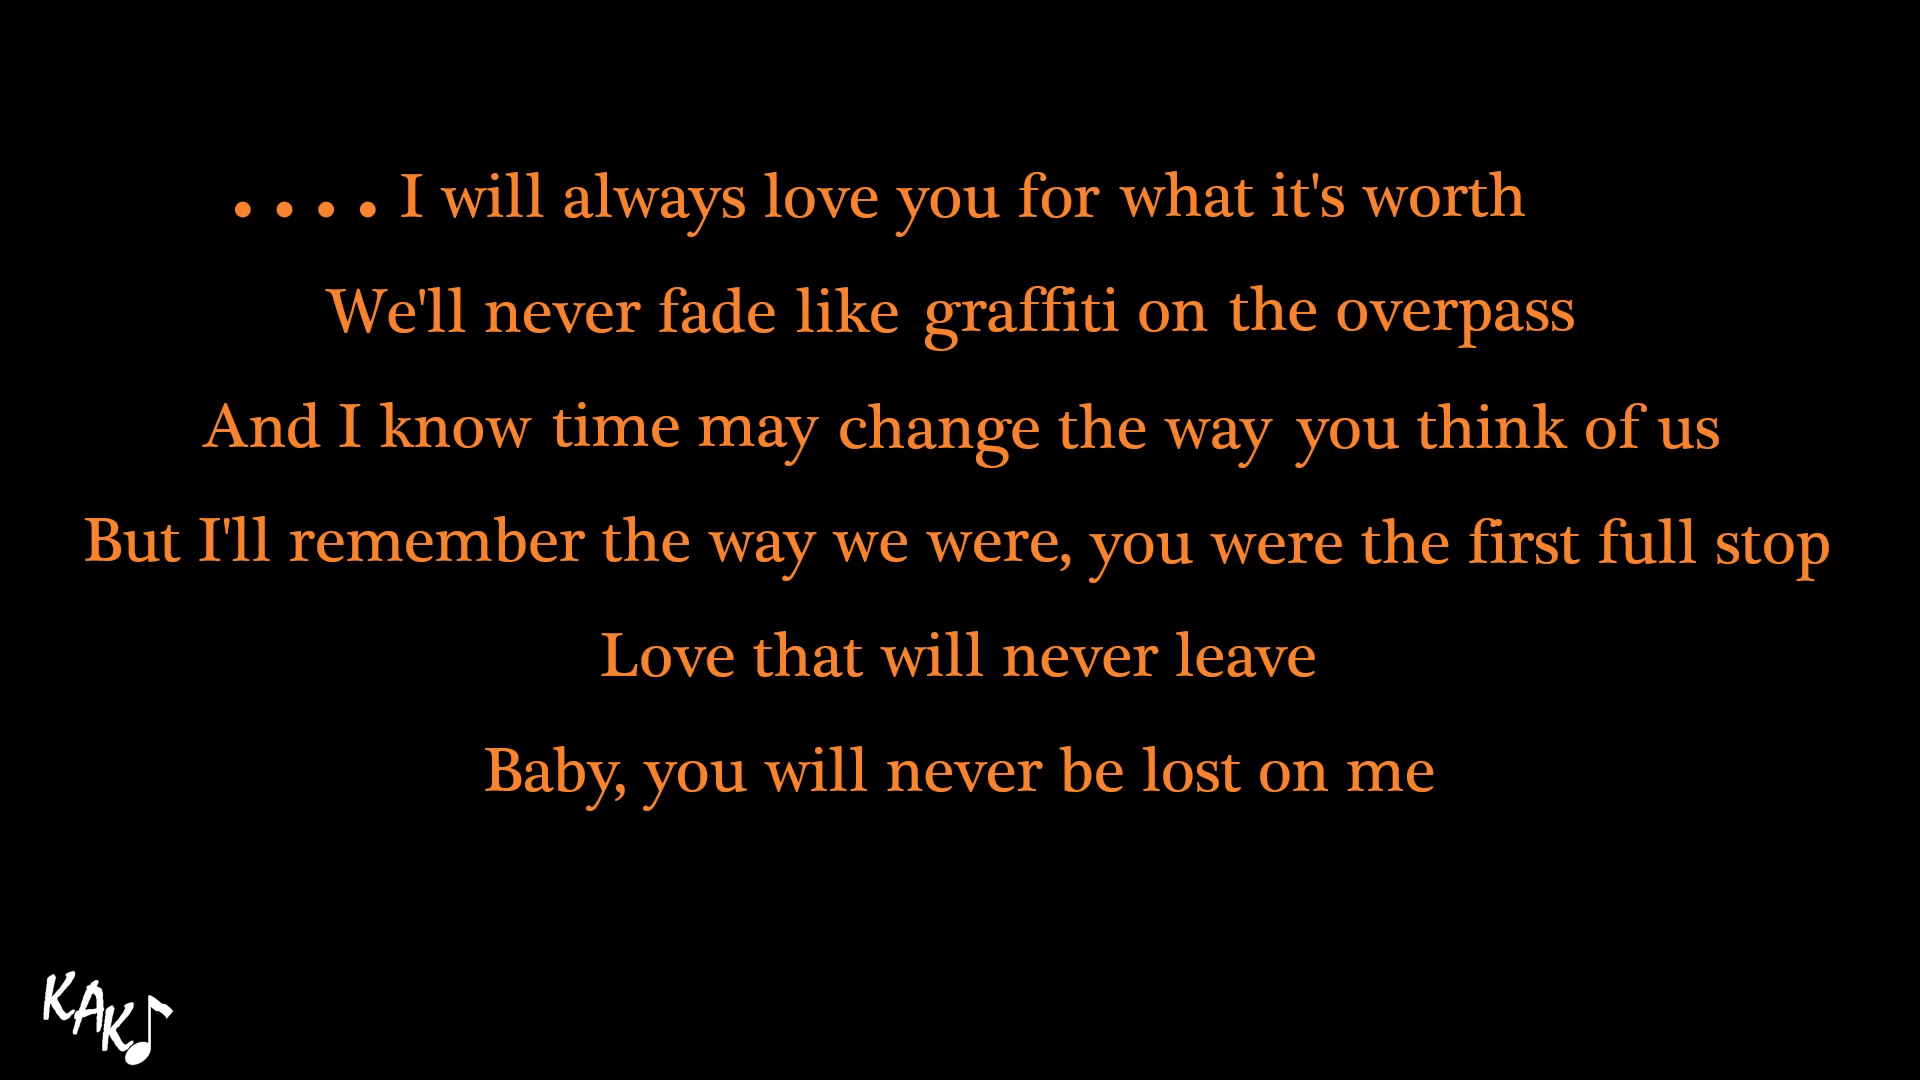 .... I will always love you for what it's worth
We'll never fade like graffiti on the overpass
And I know time may change the way you think of us
But I'll remember the way we were, you were the first full stop
Love that will never leave
Baby, you will never be lost on me
KAK